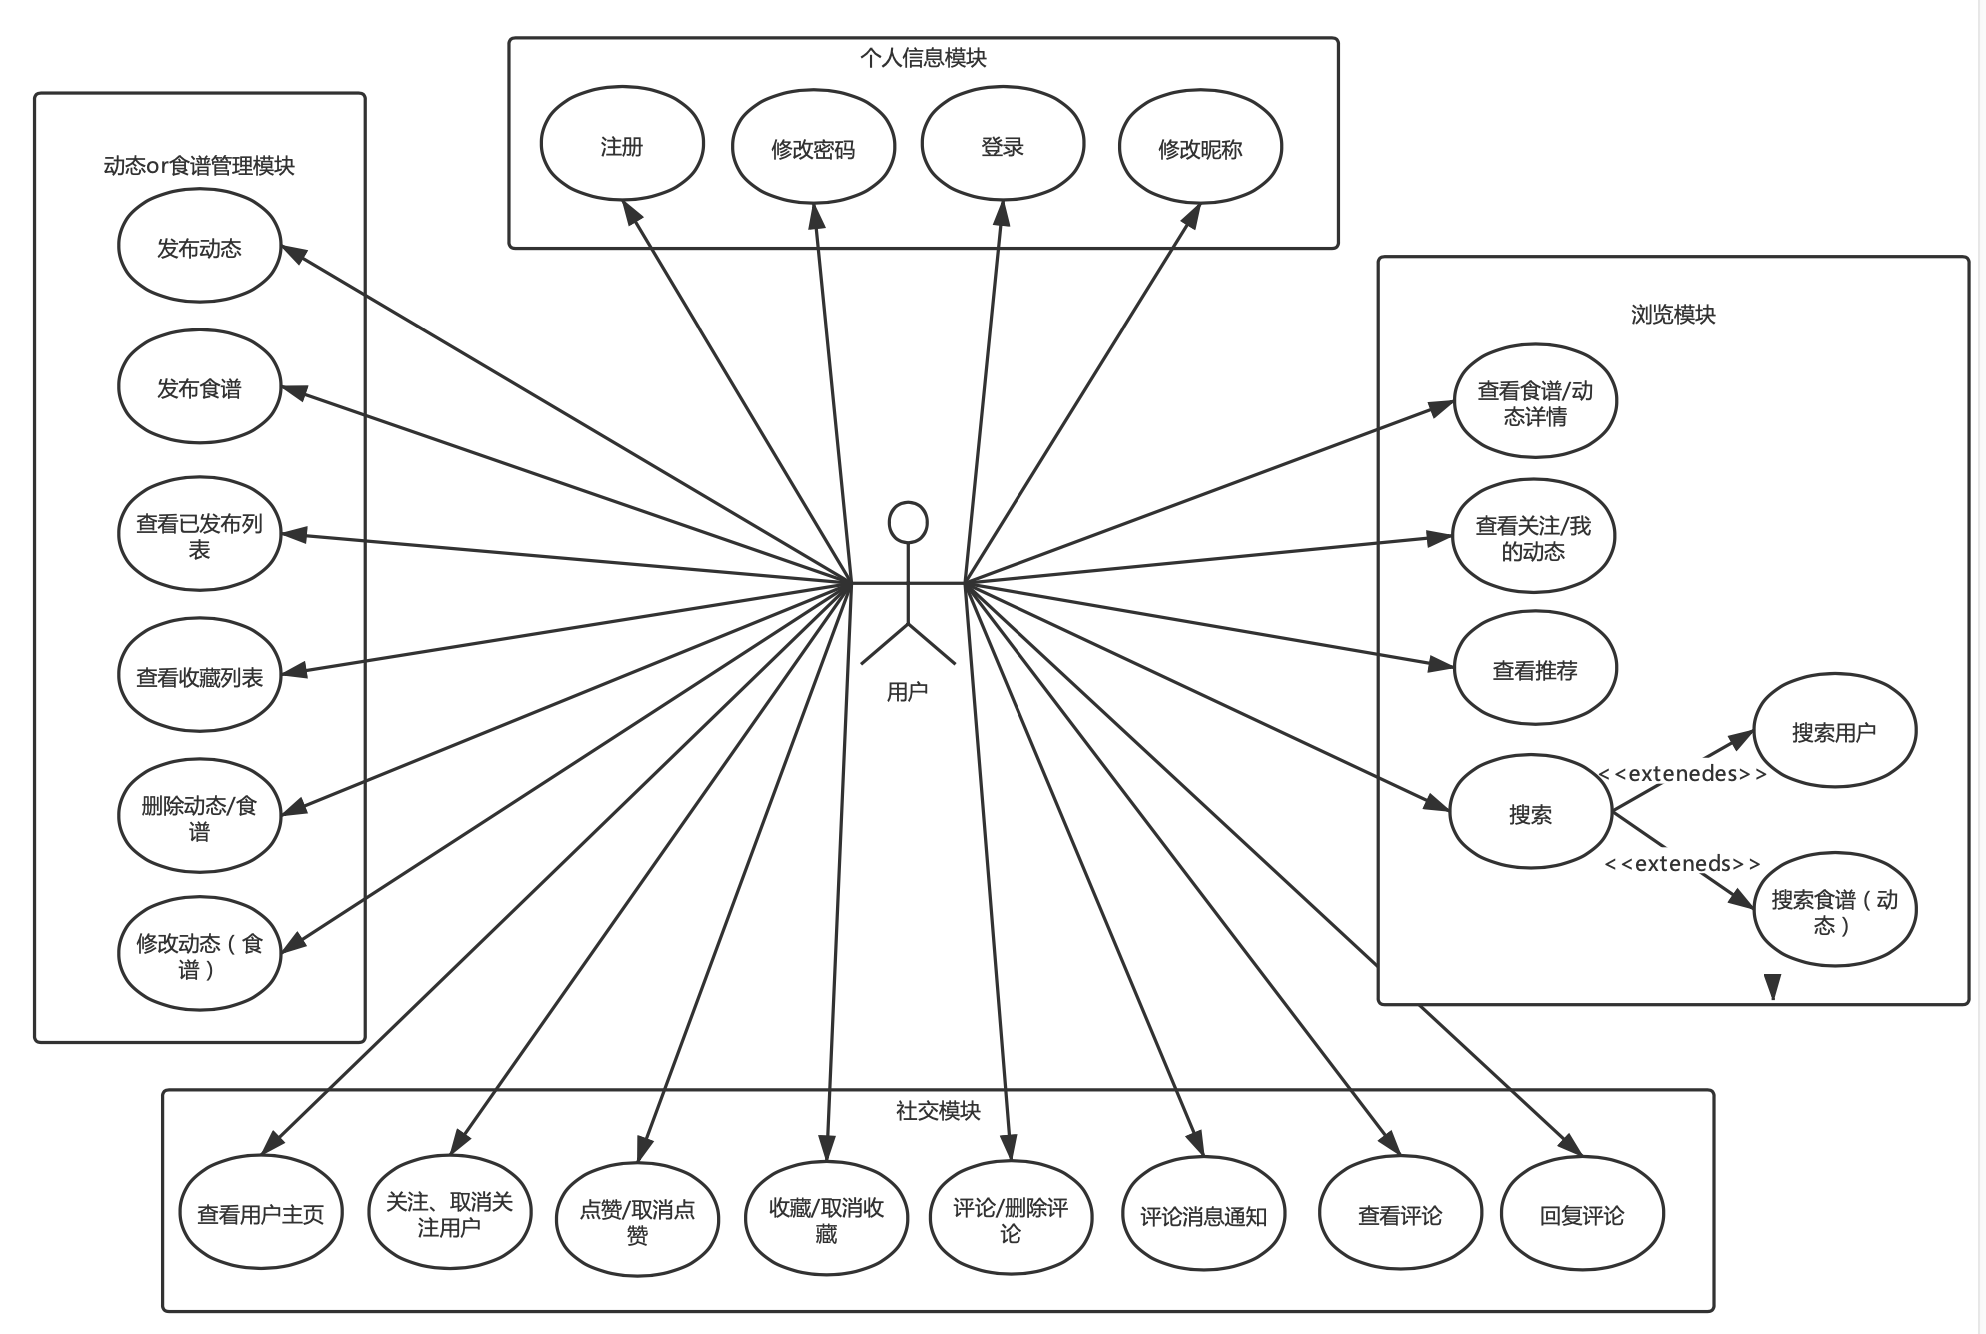 个人信息模块
注册
修改密码
登录
修改昵称
动态or食谱管理模块
发布动态
发布食谱
查看已发布列
表
查看收藏列表
删除动态/食
谱
修改动态（食
谱）
用户
浏览模块
查看食谱/动
态详情
查看关注/我
的动态
查看推荐
搜索
<<extenedes>>
搜索用户
<<exteneds>>
搜索食谱（动
态）
社交模块
查看用户主页
关注、取消关
注用户
点赞/取消点
赞
收藏/取消收
藏
评论/删除评
论
评论消息通知
查看评论
回复评论